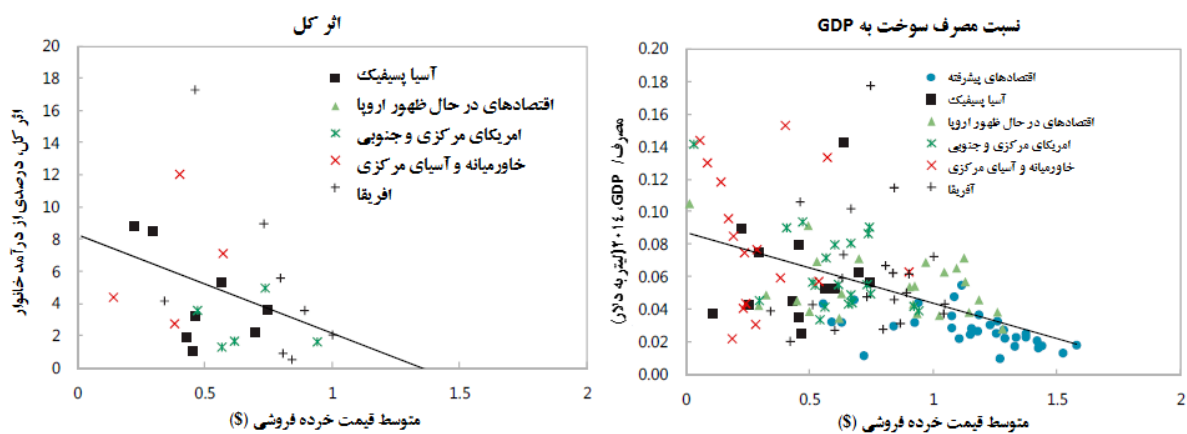 اثر کل
20
18
16
14
12
10
8
6
4
2
0
اثر کل، درصدی از درآمد خانوار
آسیا پسیفیک
اقتصادهای در حال ظهور اروپا
امریکای مرکزی و جنوبی
خاورمیانه و آسیای مرکزی
افریقا
0 0.5 1 1.5 2
متوسط قیمت خرده فروشی ($)
نسبت مصرف سوخت به GDP
0.20
0.18
0.16
0.14
0.12
0.10
0.08
0.06
0.04
0.02
0.00
مصرف / GDP، ۲۰۱٤(لیتر به دلار)
اقتصادهای پیشرفته
آسیا پسیفیک
اقتصادهای در حال ظهور اروپا
امریکای مرکزی و جنوبی
خاورمیانه و آسیای مرکزی
آفریقا
0 0.5 1 1.5 2
متوسط قیمت خرده فروشی ($)